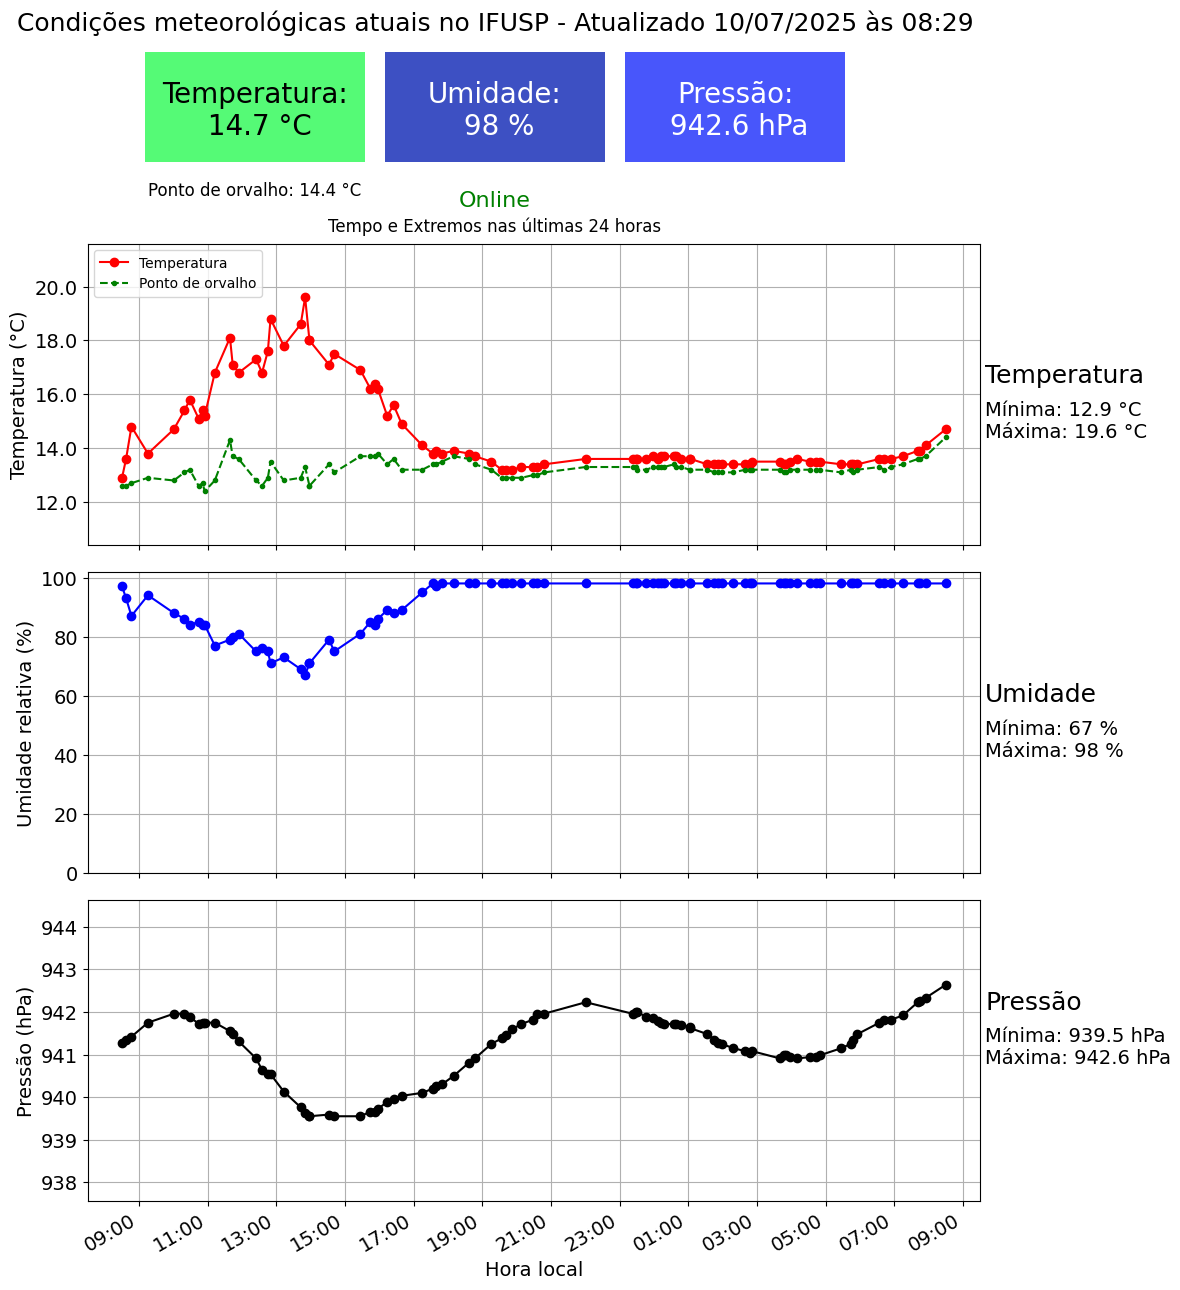 Condições meteorológicas atuais no IFUSP - Atualizado 10/07/2025 às 08:29
Temperatura:
14.7 °C
Umidade:
98 %
Pressão:
942.6 hPa
Ponto de orvalho: 14.4 °C
Online
Tempo e Extremos nas últimas 24 horas
Temperatura
Ponto de orvalho
Temperatura (°C)
20.0
18.0
16.0
14.0
12.0
Temperatura
Mínima: 12.9 °C
Máxima: 19.6 °C
Umidade relativa (%)
100
80
60
40
20
0
Umidade
Mínima: 67 %
Máxima: 98 %
Pressão (hPa)
944
943
942
941
940
939
938
Pressão
Mínima: 939.5 hPa
Máxima: 942.6 hPa
09:00
11:00
13:00
15:00
17:00
19:00
21:00
23:00
01:00
03:00
05:00
07:00
09:00
Hora local